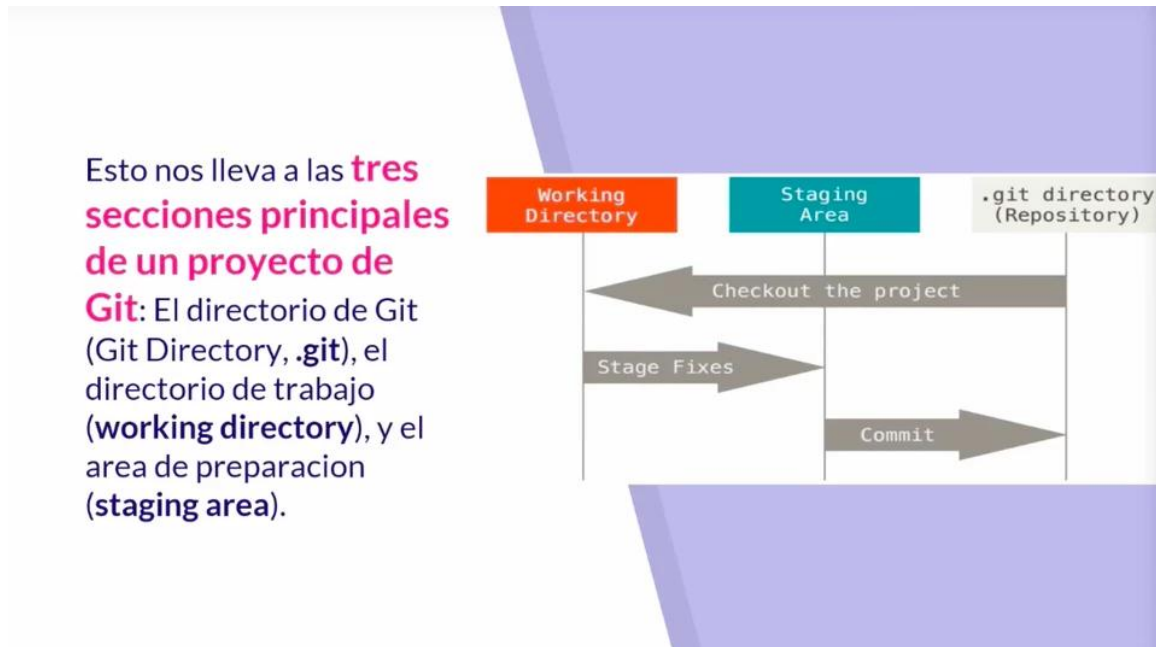 Esto nos lleva a las tres
secciones principales
de un proyecto de
Git: El directorio de Git
(Git Directory, .git), el
directorio de trabajo
(working directory), y el
area de preparacion
(staging area).
Working
Directory
Staging
Area
.git directory
(Repository)
Checkout the project
Stage Fixes
Commit